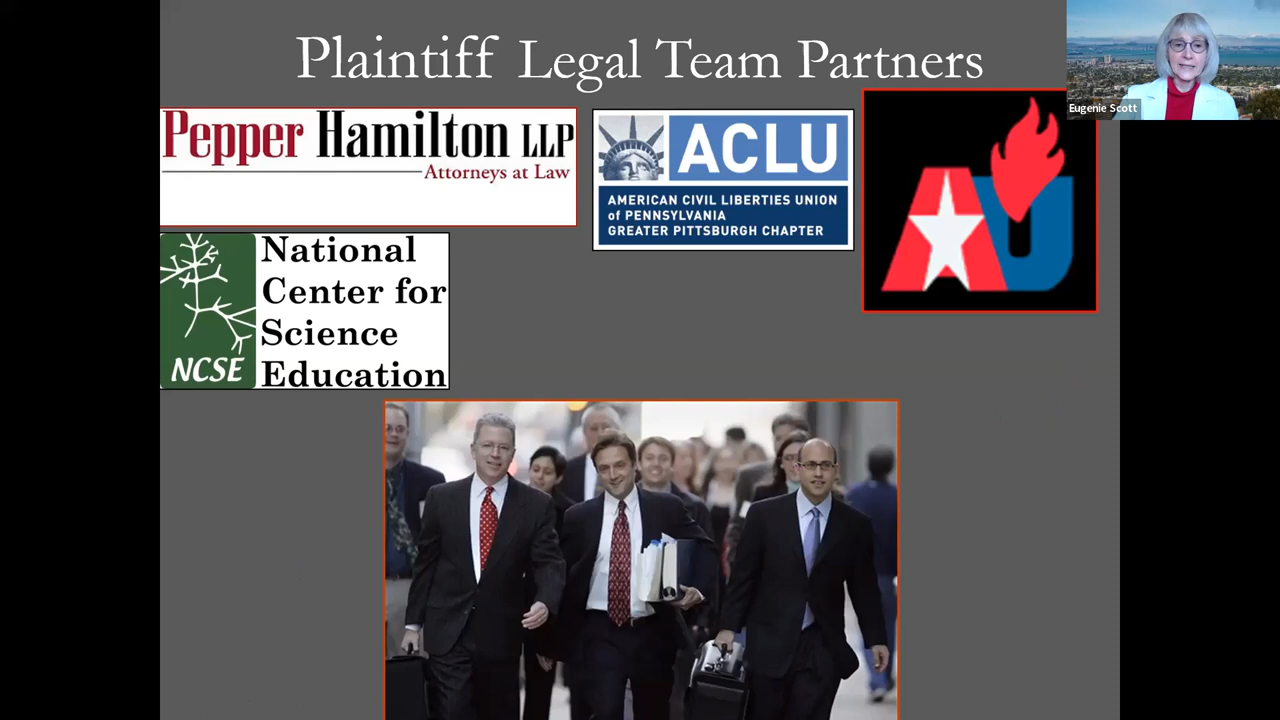 Plaintiff Legal Team Partners
Eugenie Scott
Pepper Hamilton LLP
Attorneys at Law
ACLU
AMERICAN CIVIL LIBERTIES UNION
of PENNSYLVANIA
GREATER PITTSBURGH CHAPTER
AU
NCSE
National
Center for
Science
Education